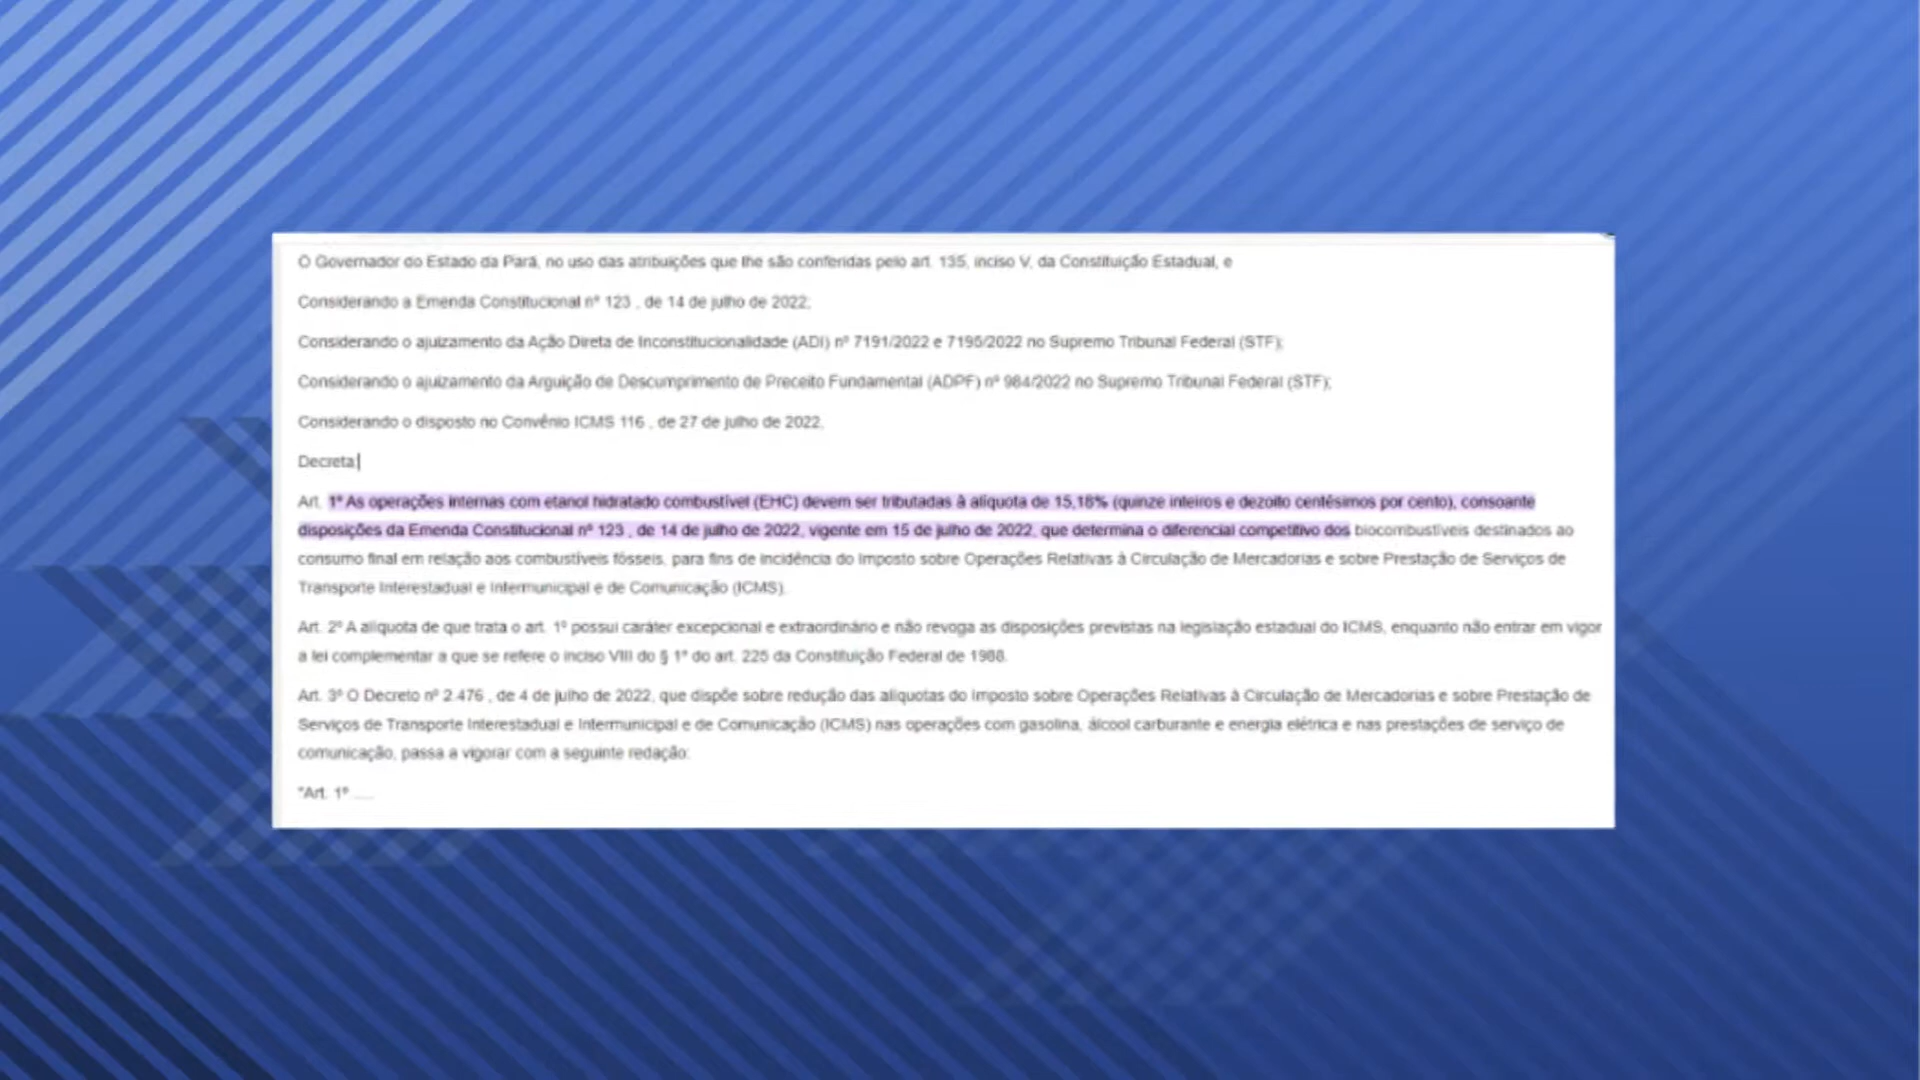 O Governador do Estado da Pará, no uso das atribuições que lhe são conferidas pelo art. 135, inciso V, da Constituição Estadual, e
Considerando a Emenda Constitucional nº 123 , de 14 de julho de 2022;
Considerando o ajuizamento da Ação Direta de Inconstitucionalidade (ADI) nº 7191/2022 e 7195/2022 no Supremo Tribunal Federal (STF);
Considerando o ajuizamento da Arguição de Descumprimento de Preceito Fundamental (ADPF) nº 984/2022 no Supremo Tribunal Federal (STF);
Considerando o disposto no Convênio ICMS 116 , de 27 de julho de 2022,
Decreta
Art. 1º As operações internas com etanol hidratado combustível (EHC) devem ser tributadas à alíquota de 15,18% (quinze inteiros e dezoito centésimos por cento), consoante
disposições da Emenda Constitucional nº 123 , de 14 de julho de 2022, vigente em 15 de julho de 2022, que determina o diferencial competitivo dos biocombustíveis destinados ao
consumo final em relação aos combustíveis fósseis, para fins de incidência do Imposto sobre Operações Relativas à Circulação de Mercadorias e sobre Prestação de Serviços de
Transporte Interestadual e Intermunicipal e de Comunicação (ICMS).
Art. 2º A alíquota de que trata o art. 1º possui caráter excepcional e extraordinário e não revoga as disposições previstas na legislação estadual do ICMS, enquanto não entrar em vigor
a lei complementar a que se refere o inciso VIII do § 1º do art. 225 da Constituição Federal de 1988.
Art. 3º O Decreto nº 2.476 , de 4 de julho de 2022, que dispõe sobre redução das alíquotas do Imposto sobre Operações Relativas à Circulação de Mercadorias e sobre Prestação de
Serviços de Transporte Interestadual e Intermunicipal e de Comunicação (ICMS) nas operações com gasolina, álcool carburante e energia elétrica e nas prestações de serviço de
comunicação, passa a vigorar com a seguinte redação:
"Art. 1º .....